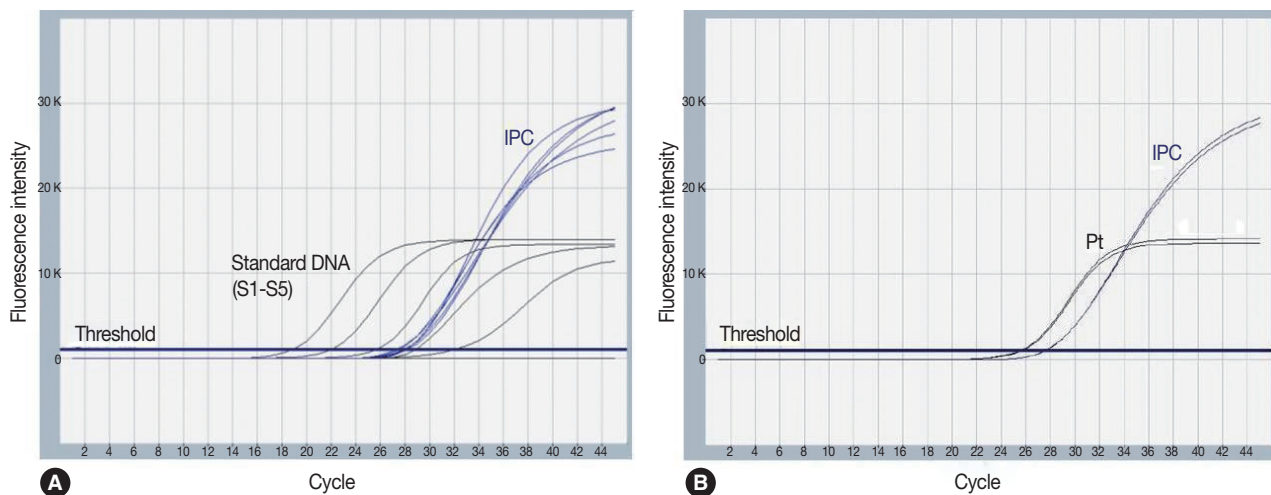 Fluorescence intensity
30 K
20 K
10 K
0
IPC
Standard DNA
(S1-S5)
Threshold
2 4 6 8 10 12 14 16 18 20 22 24 26 28 30 32 34 36 38 40 42 44
A
Cycle
Fluorescence intensity
30 K
20 K
10 K
0
IPC
Pt
Threshold
2 4 6 8 10 12 14 16 18 20 22 24 26 28 30 32 34 36 38 40 42 44
B
Cycle